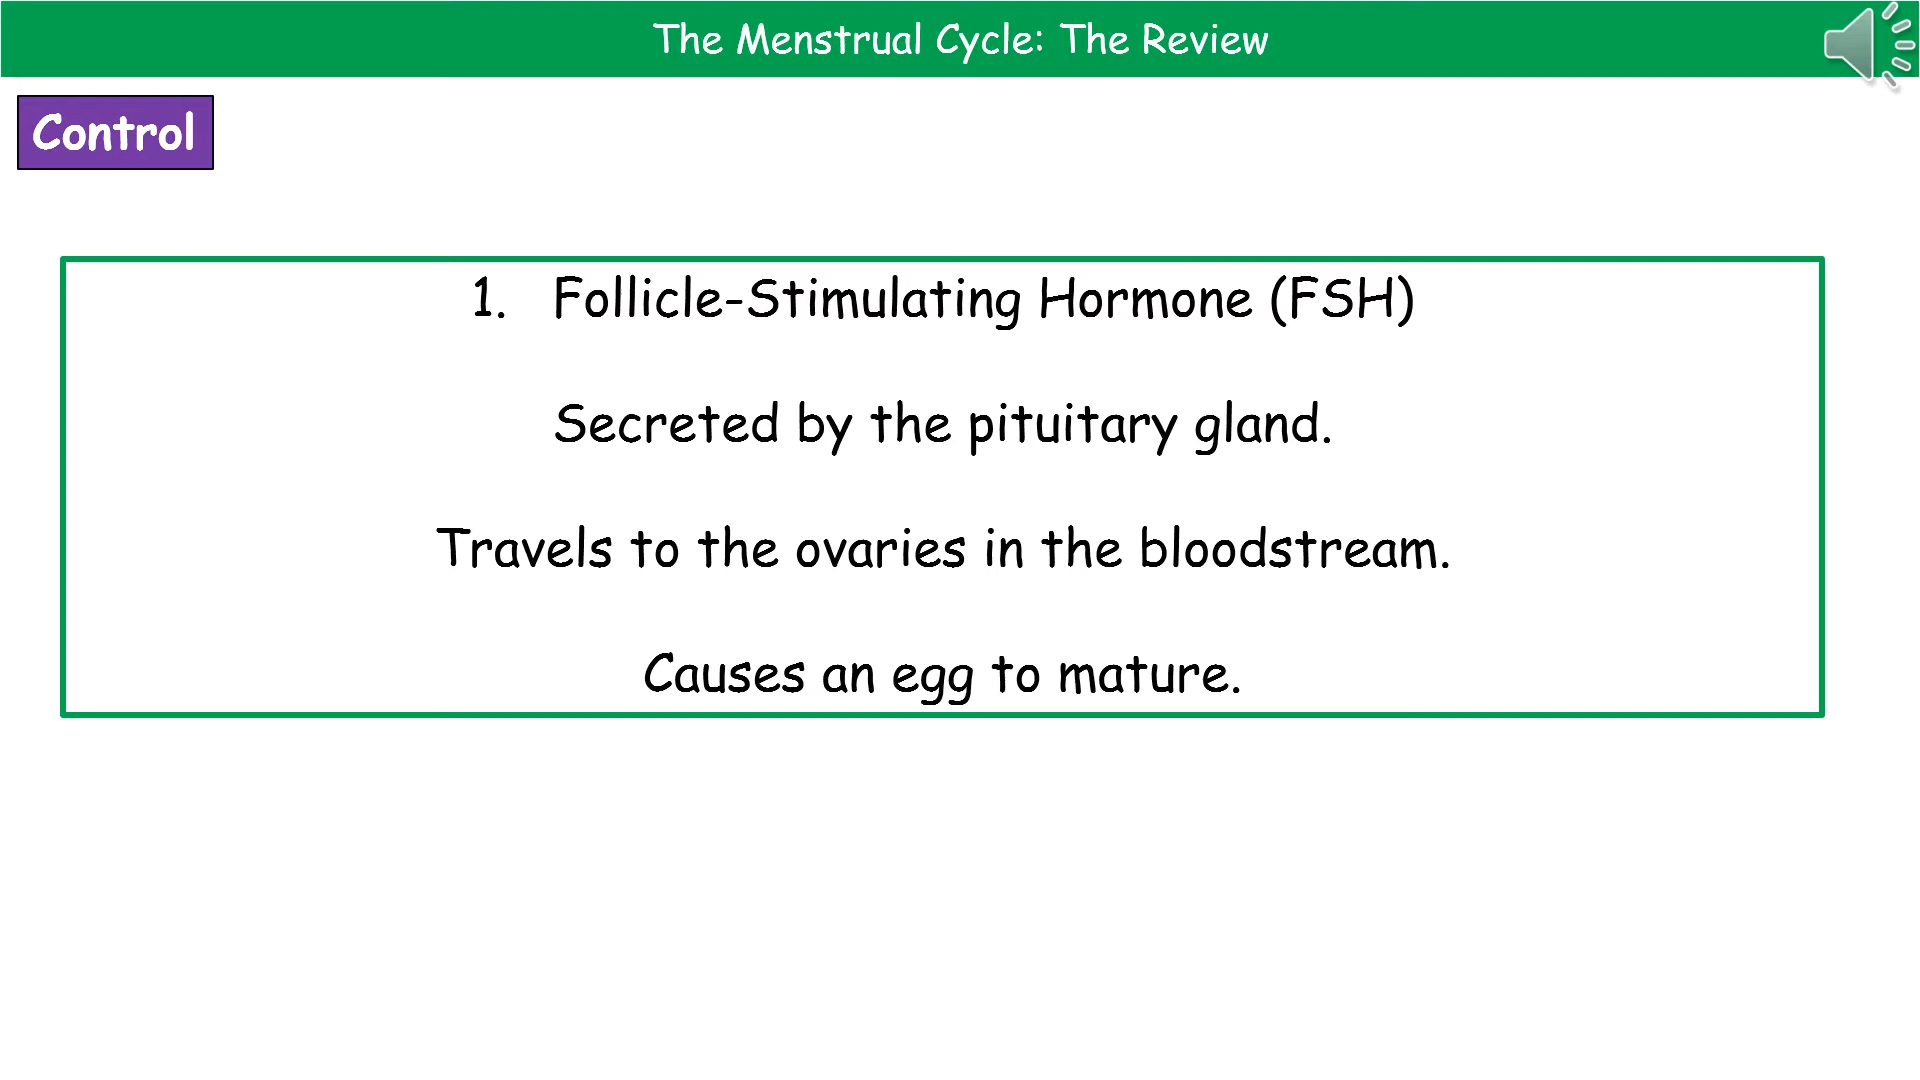 The Menstrual Cycle: The Review
Control
1. Follicle-Stimulating Hormone (FSH)
Secreted by the pituitary gland.
Travels to the ovaries in the bloodstream.
Causes an egg to mature.